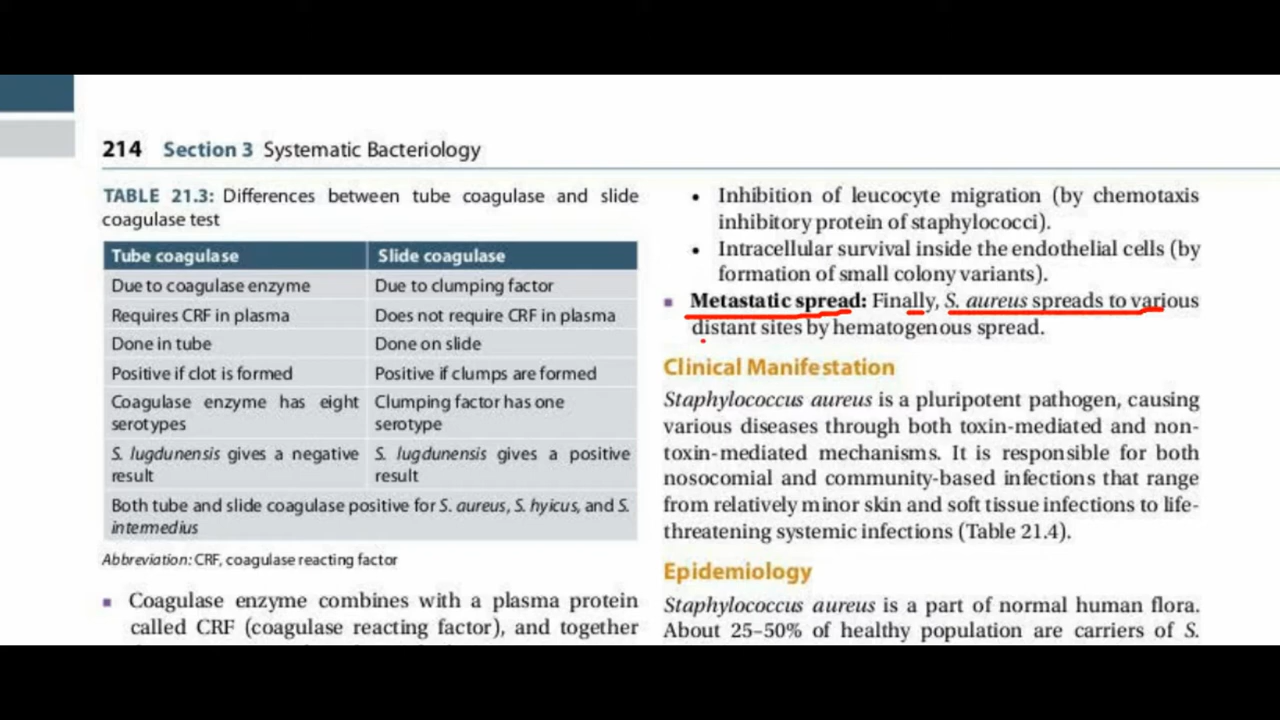 214 Section 3 Systematic Bacteriology
TABLE 21.3: Differences between tube coagulase and slide
coagulase test
Tube coagulase Slide coagulase
Due to coagulase enzyme Due to clumping factor
Requires CRF in plasma Does not require CRF in plasma
Done in tube Done on slide
Positive if clot is formed Positive if clumps are formed
Coagulase enzyme has eight Clumping factor has one
serotypes serotype
S. lugdunensis gives a negative S. lugdunensis gives a positive
result result
Both tube and slide coagulase positive for S. aureus, S. hyicus, and S.
intermedius
Abbreviation: CRF, coagulase reacting factor
▪ Coagulase enzyme combines with a plasma protein
called CRF (coagulase reacting factor), and together
• Inhibition of leucocyte migration (by chemotaxis
inhibitory protein of staphylococci).
• Intracellular survival inside the endothelial cells (by
formation of small colony variants).
▪ Metastatic spread: Finally, S. aureus spreads to various
distant sites by hematogenous spread.
Clinical Manifestation
Staphylococcus aureus is a pluripotent pathogen, causing
various diseases through both toxin-mediated and non-
toxin-mediated mechanisms. It is responsible for both
nosocomial and community-based infections that range
from relatively minor skin and soft tissue infections to life-
threatening systemic infections (Table 21.4).
Epidemiology
Staphylococcus aureus is a part of normal human flora.
About 25–50% of healthy population are carriers of S.